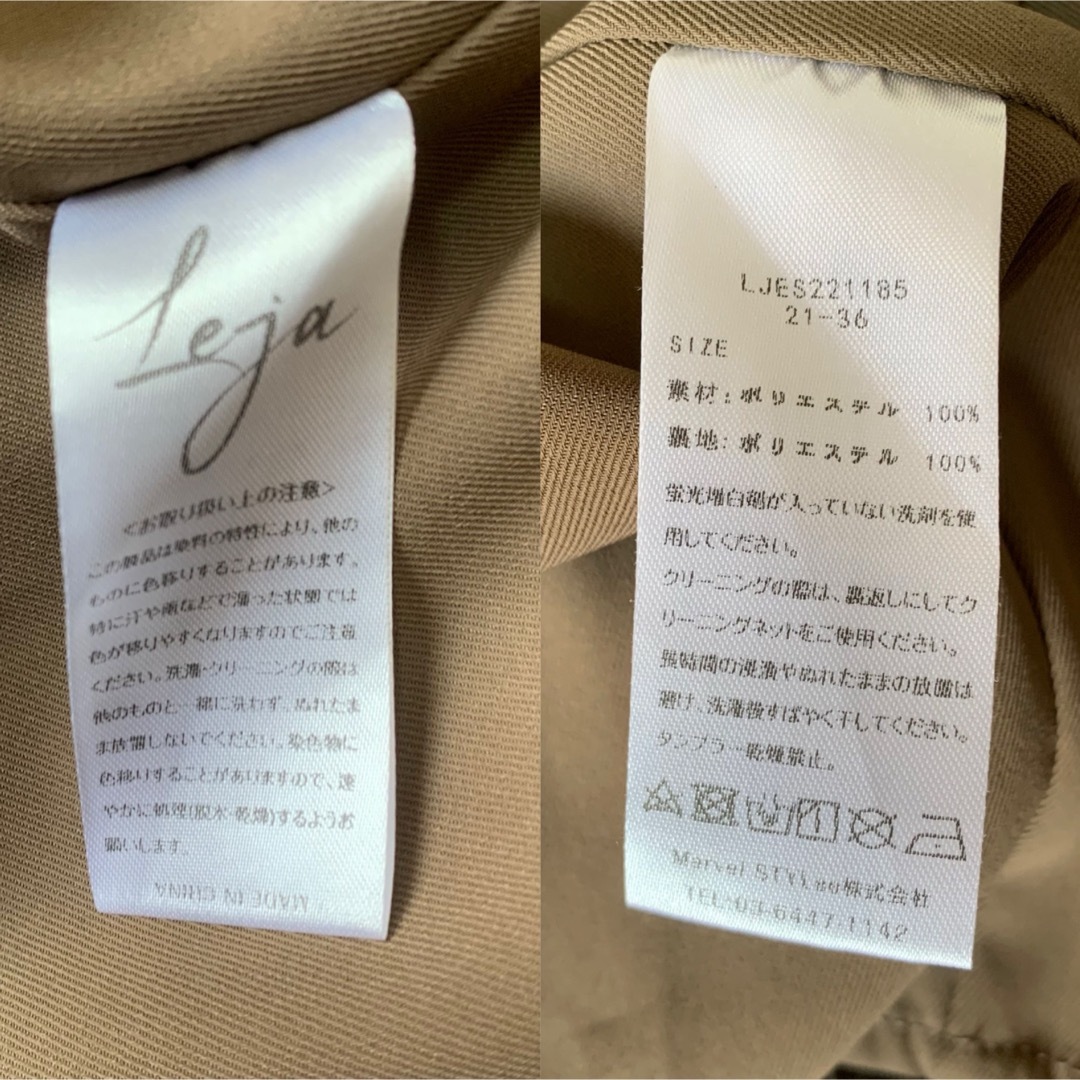 Leja
<お取り扱い上の注意>
この製品は染料の特性により、他の
ものに色移りすることがあります。
特に汗や雨などで湿った状態では
色が移りやすくなりますのでご注意
ください。洗濯・クリーニングの際は
他のものと一緒に洗わず、ぬれたま
ま放置しないでください。染色物に
色移りすることがありますので、速
やかに処理(脱水・乾燥)するようお
願いします。
MADE IN CHINA
LJES221185
21-36
SIZE
素材:ポリエステル 100%
裏地:ポリエステル 100%
蛍光増白剤が入っていない洗剤を使
用してください。
クリーニングの際は、裏返しにしてク
リーニングネットをご使用ください。
長時間の浸漬やぬれたままの放置は
避け、洗濯後すばやく干してください。
タンブラー乾燥禁止。
Marvel STYLee株式会社
TEL:03-6447-1142